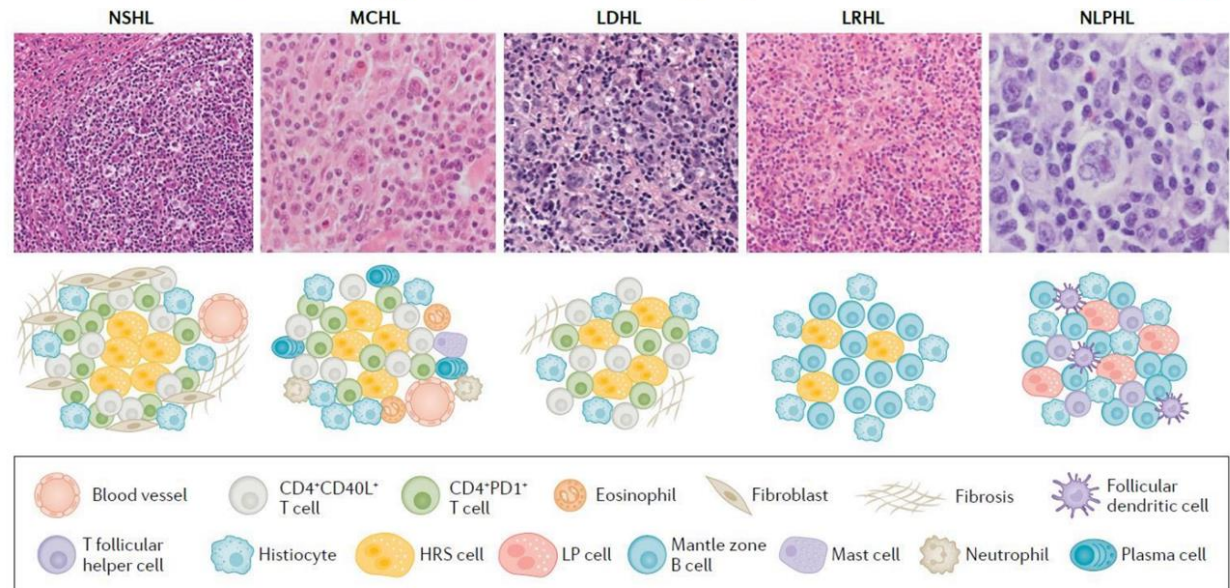 NSHL MCHL LDHL LRHL NLPHL
Blood vessel
CD4⁺CD40L⁺
T cell
CD4⁺PD1⁺
T cell
Eosinophil
Fibroblast
Fibrosis
Follicular
dendritic cell
T follicular
helper cell
Histiocyte
HRS cell
LP cell
Mantle zone
B cell
Mast cell
Neutrophil
Plasma cell